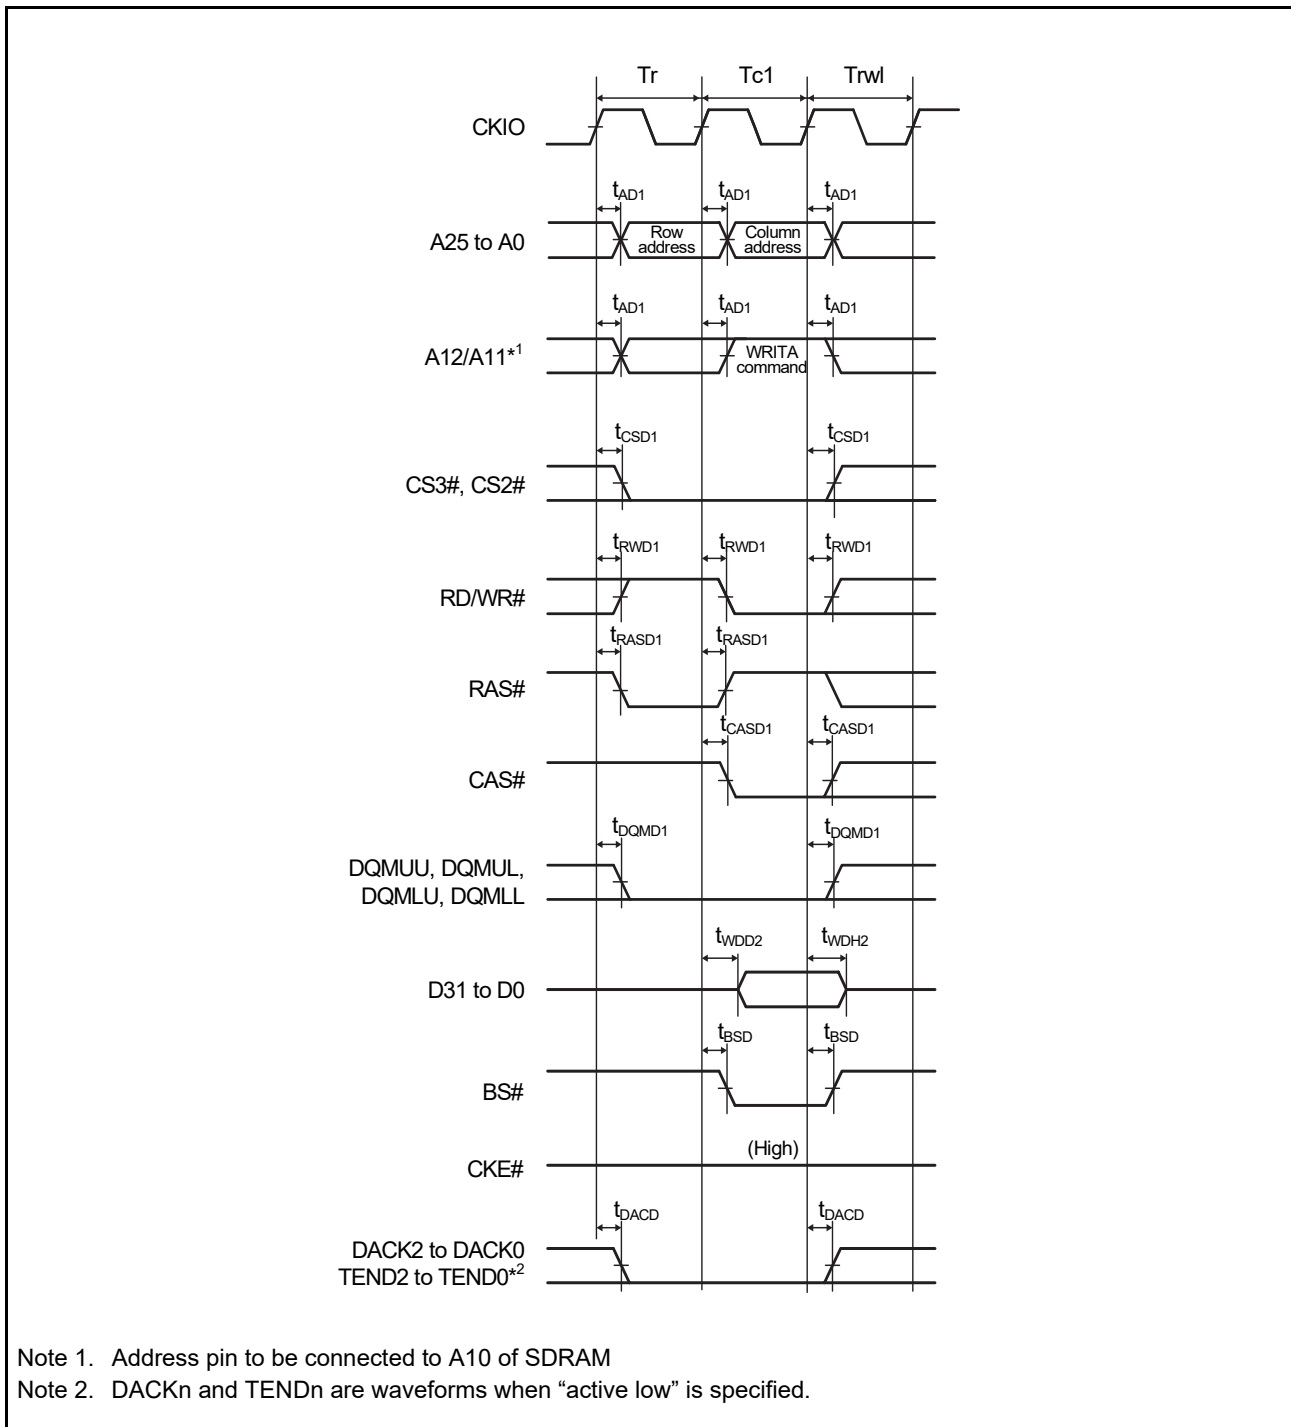 Tr Tc1 Trwl
CKIO
tAD1 tAD1 tAD1
A25 to A0
Row
address
Column
address
tAD1 tAD1 tAD1
A12/A11*1
WRITA
command
tCSD1 tCSD1
CS3#, CS2#
tRWD1 tRWD1 tRWD1
RD/WR#
tRASD1 tRASD1
RAS#
tCASD1 tCASD1
CAS#
tDQMD1 tDQMD1
DQMUU, DQMUL,
DQMLU, DQMLL
tWDD2 tWDH2
D31 to D0
tBSD tBSD
BS#
(High)
CKE#
tDACD tDACD
DACK2 to DACK0
TEND2 to TEND0*2
Note 1. Address pin to be connected to A10 of SDRAM
Note 2. DACKn and TENDn are waveforms when “active low” is specified.